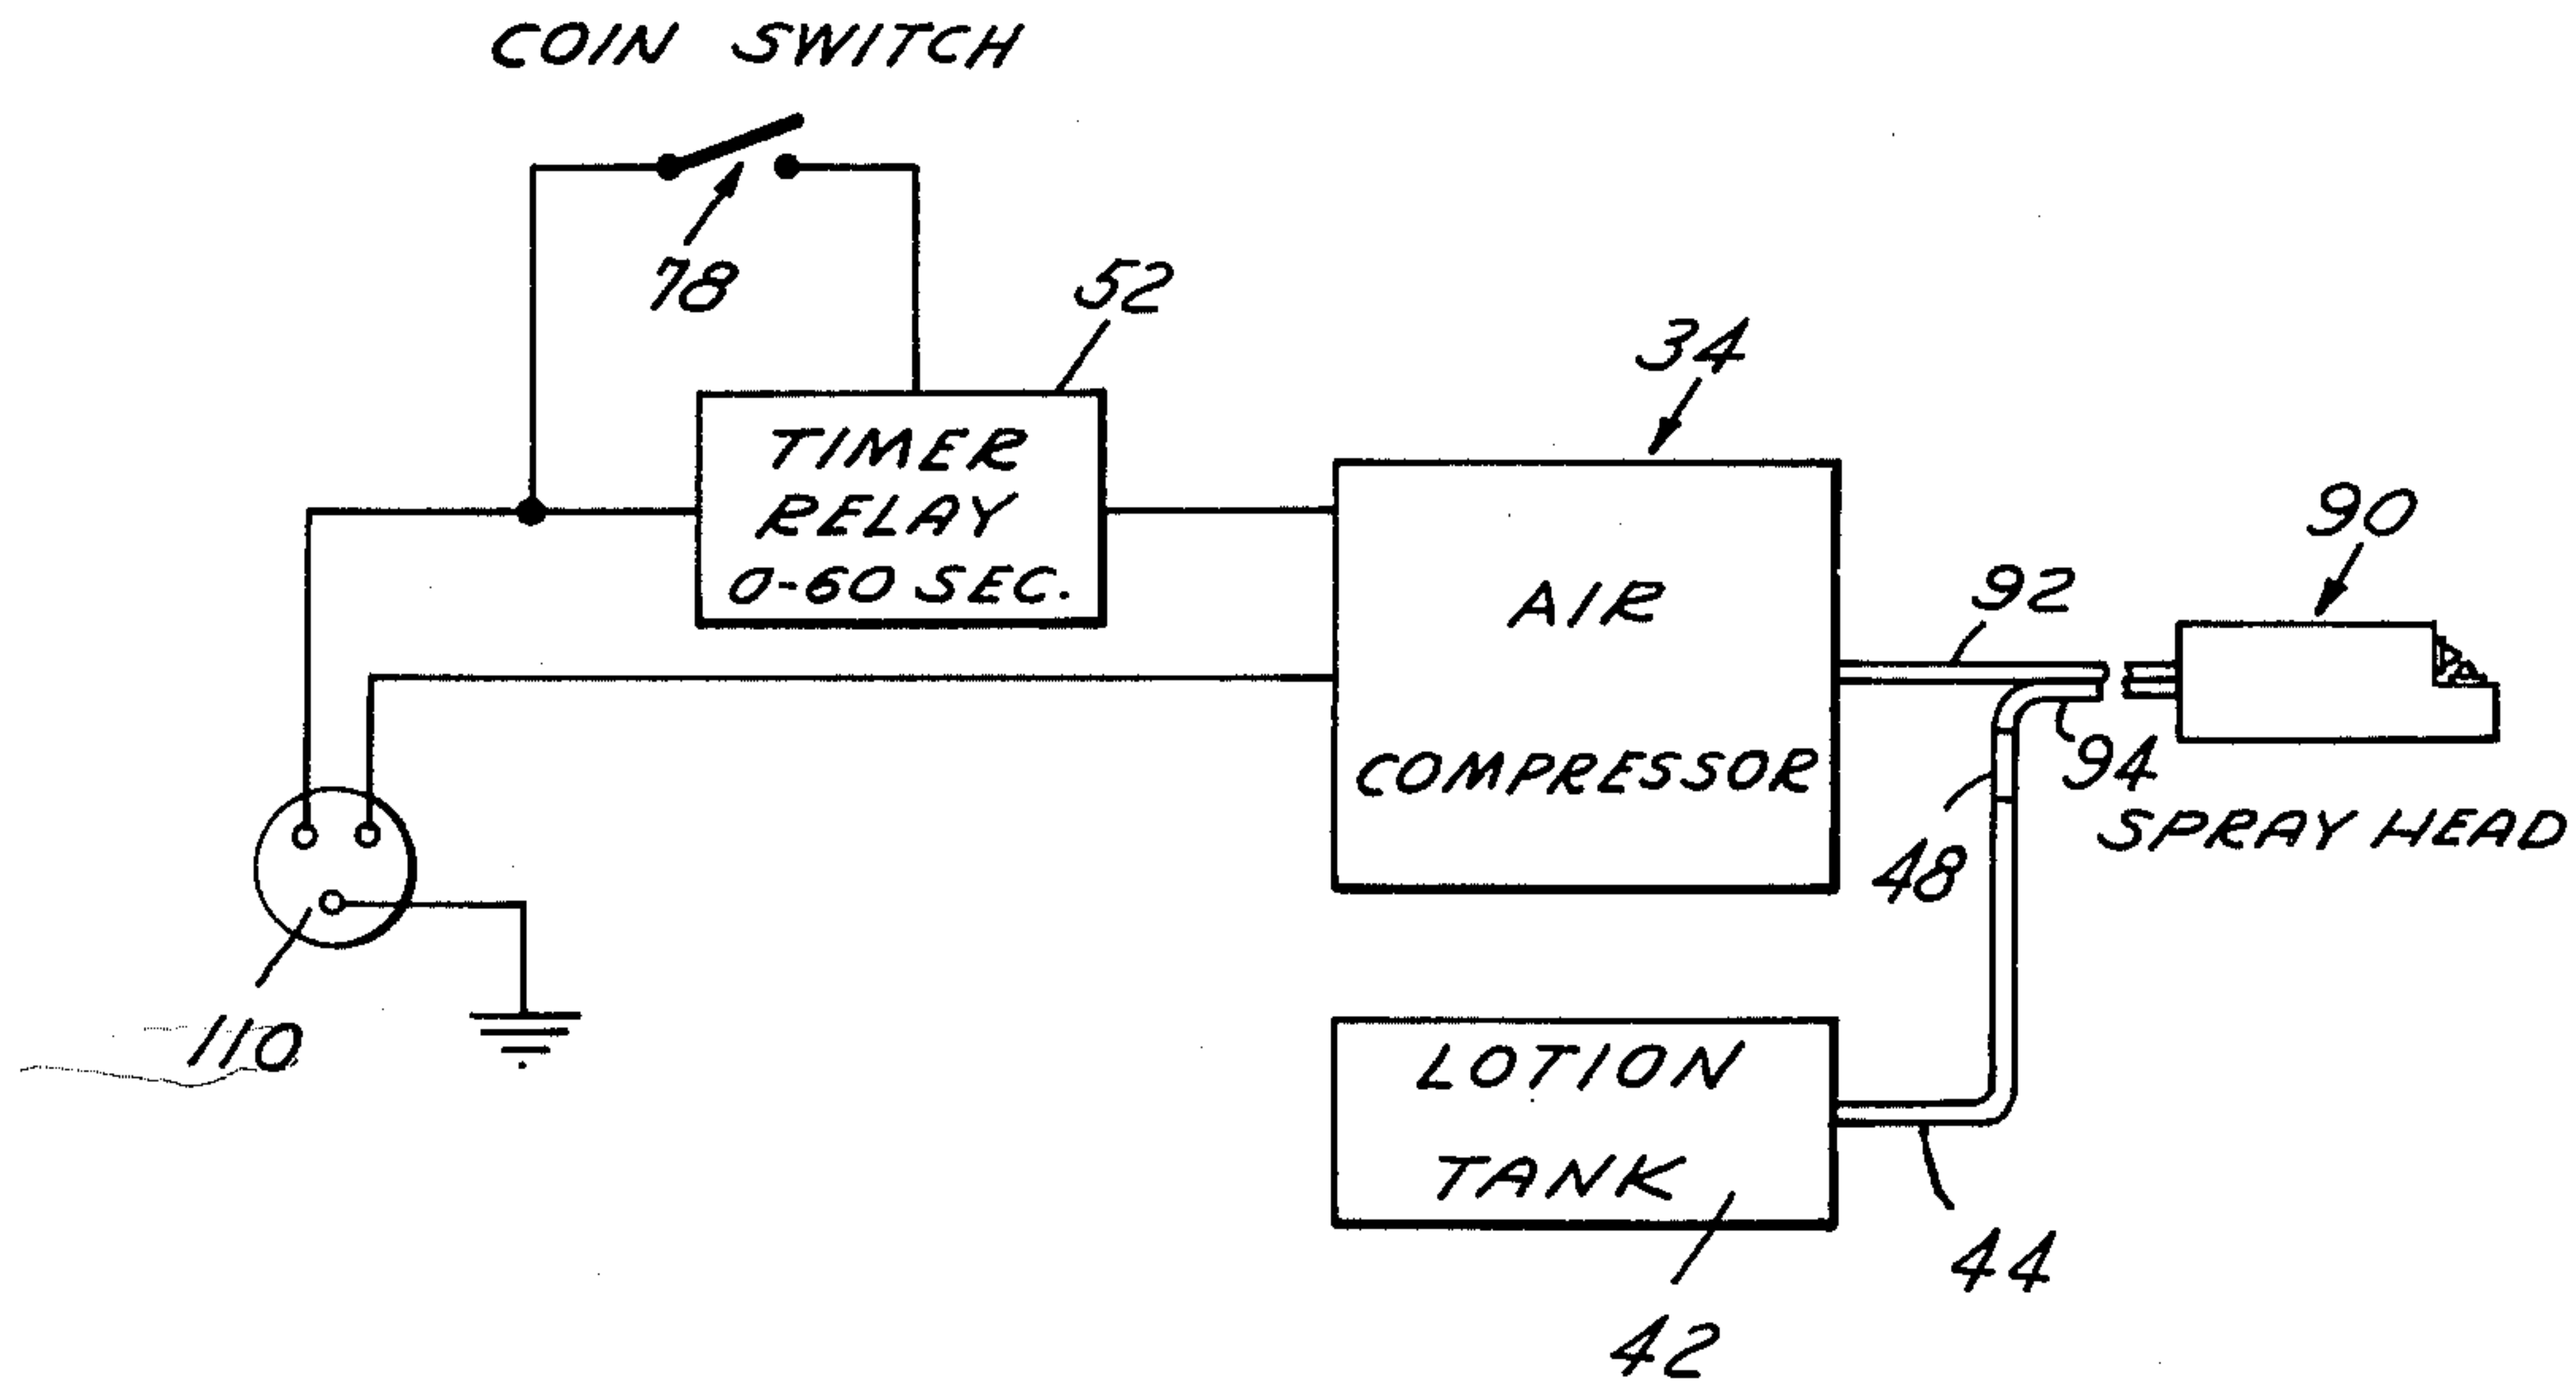 COIN SWITCH
78
52
TIMER
RELAY
0-60 SEC.
34
AIR
COMPRESSOR
90
92
94
SPRAY HEAD
48
110
LOTION
TANK
44
42